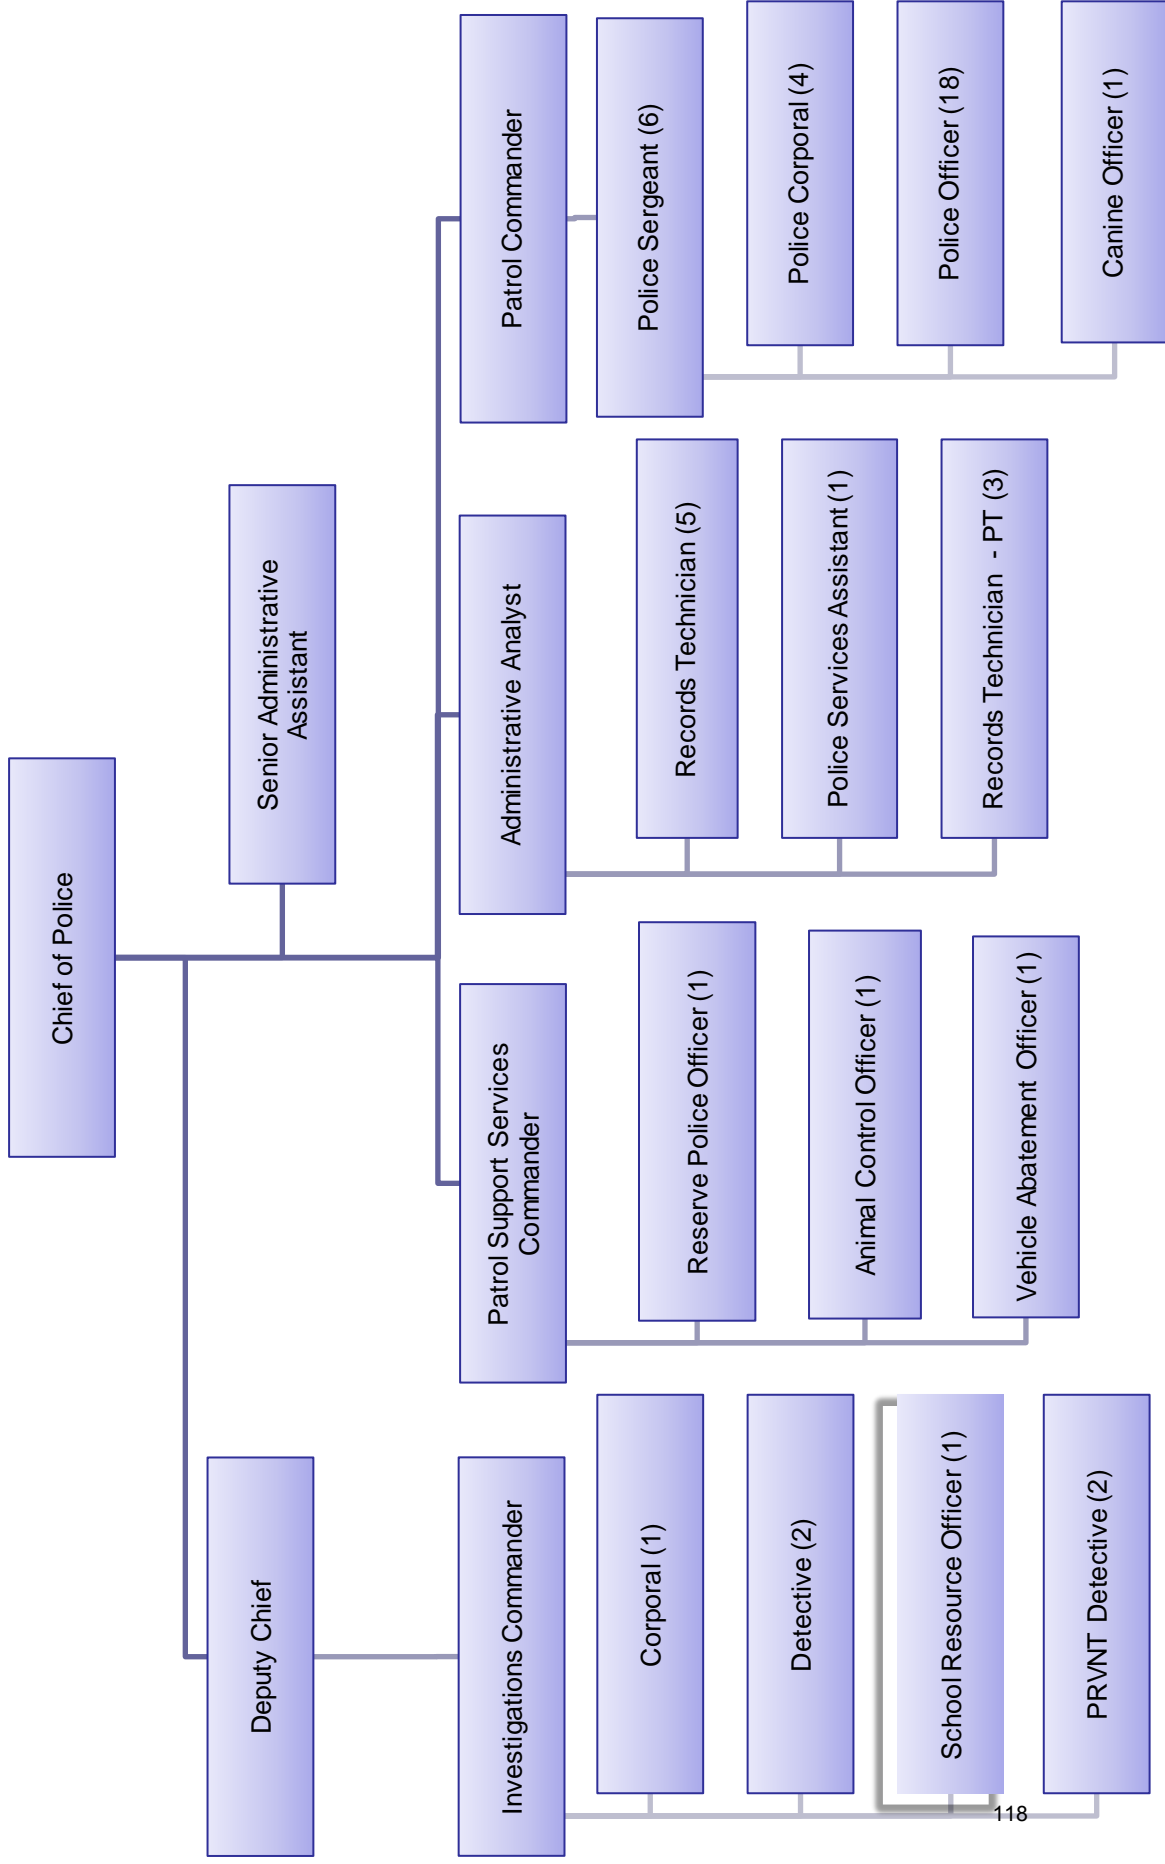 Chief of Police
Senior Administrative
Assistant
Deputy Chief
Investigations Commander
Corporal (1)
Detective (2)
School Resource Officer (1)
PRVNT Detective (2)
Patrol Support Services
Commander
Reserve Police Officer (1)
Animal Control Officer (1)
Vehicle Abatement Officer (1)
Administrative Analyst
Records Technician (5)
Police Services Assistant (1)
Records Technician - PT (3)
Patrol Commander
Police Sergeant (6)
Police Corporal (4)
Police Officer (18)
Canine Officer (1)
118